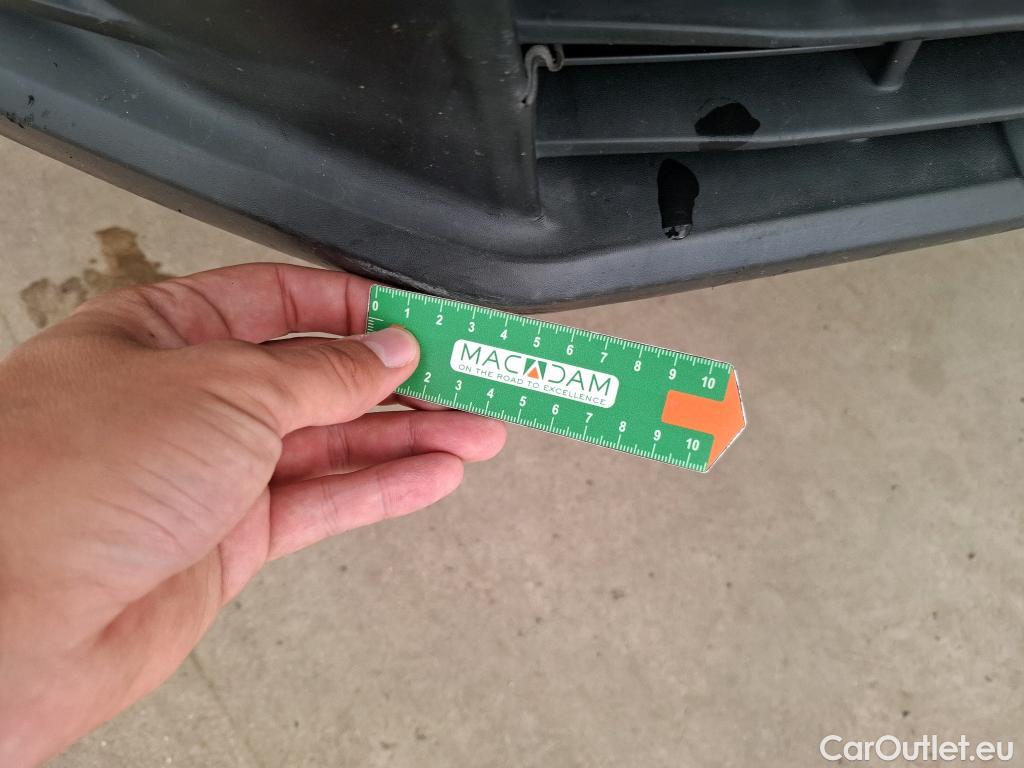 0 1 2 3 4 5 6 7 8 9 10
MACADAM
ON THE ROAD TO EXCELLENCE
2 3 4 5 6 7 8 9 10
CarOutlet.eu